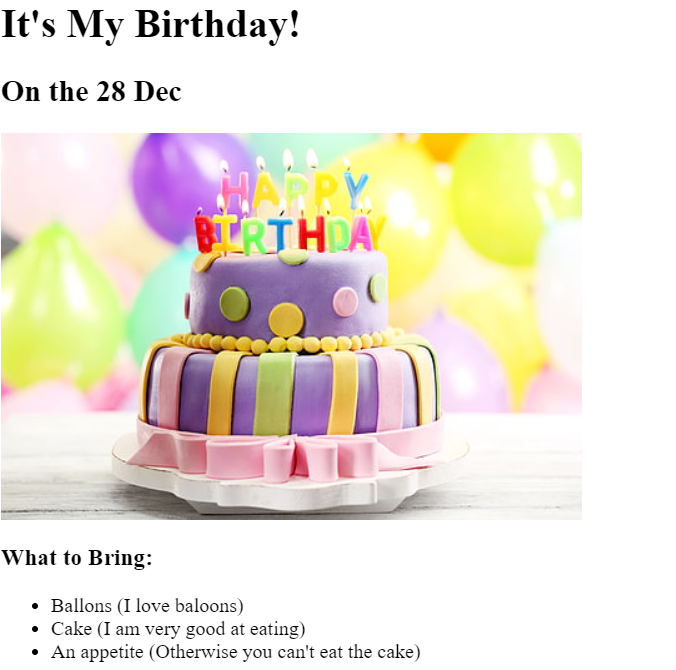 It's My Birthday!
On the 28 Dec
HAPPY
BIRTHDAY
What to Bring:
Ballons (I love baloons)
Cake (I am very good at eating)
An appetite (Otherwise you can't eat the cake)